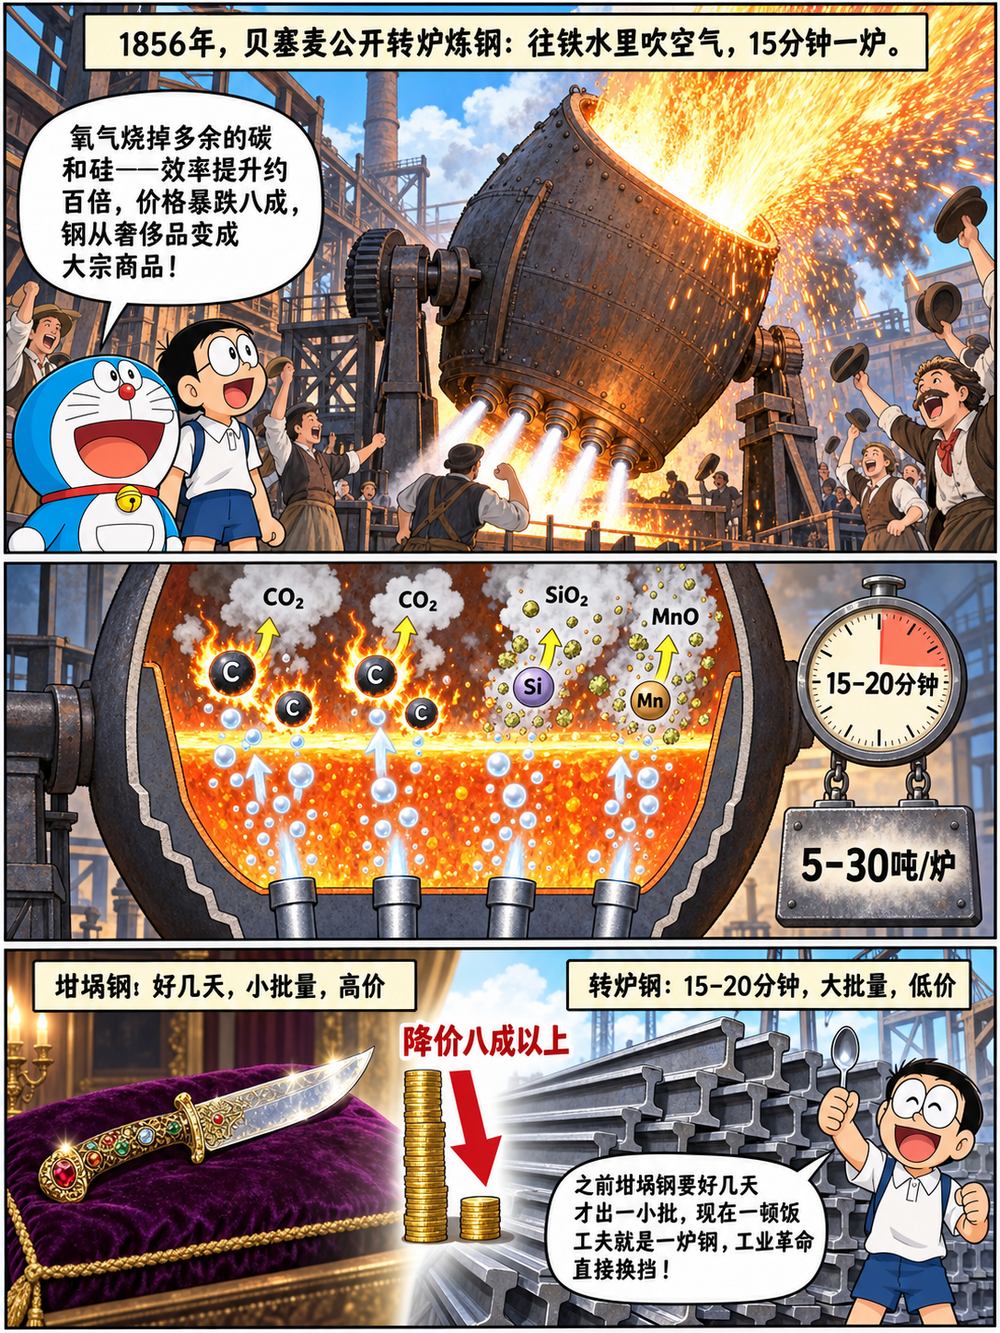 1856年，贝塞麦公开转炉炼钢：往铁水里吹空气，15分钟一炉。
氧气烧掉多余的碳
和硅——效率提升约
百倍，价格暴跌八成，
钢从奢侈品变成
大宗商品！
CO₂
CO₂
SiO₂
MnO
C
C
C
C
Si
Mn
15-20分钟
5-30吨/炉
坩埚钢：好几天，小批量，高价
转炉钢：15-20分钟，大批量，低价
降价八成以上
之前坩埚钢要好几天
才出一小批，现在一顿饭
工夫就是一炉钢，工业革命
直接换挡！